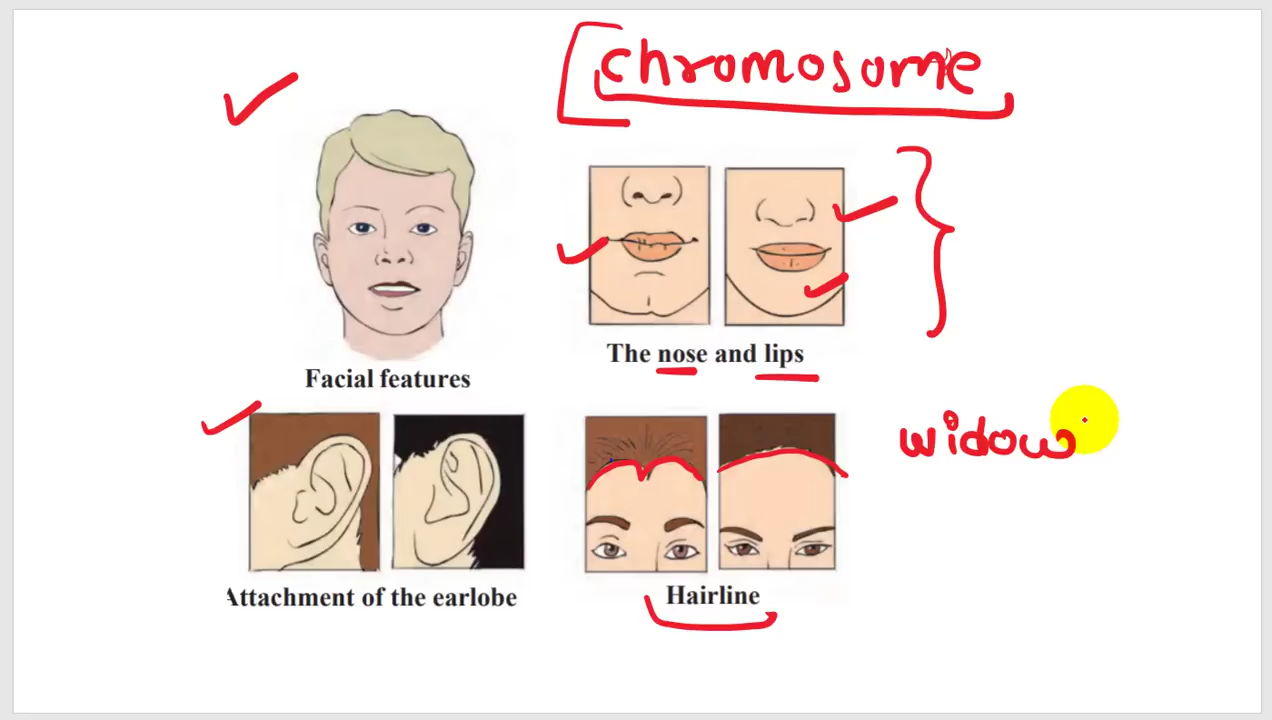 chromosome
The nose and lips
Facial features
widow
Attachment of the earlobe
Hairline